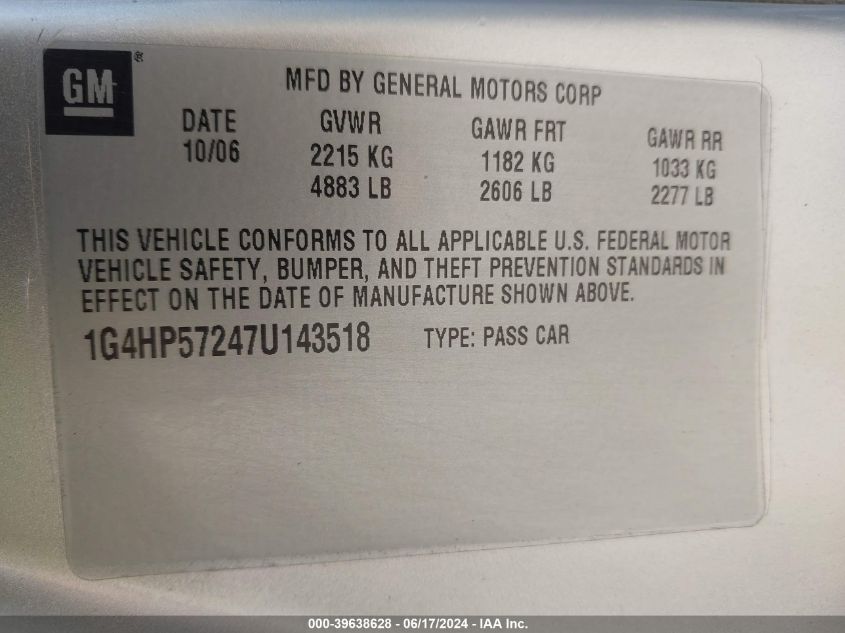 GM ®
MFD BY GENERAL MOTORS CORP
DATE GVWR GAWR FRT GAWR RR
10/06 2215 KG 1182 KG 1033 KG
4883 LB 2606 LB 2277 LB
THIS VEHICLE CONFORMS TO ALL APPLICABLE U.S. FEDERAL MOTOR
VEHICLE SAFETY, BUMPER, AND THEFT PREVENTION STANDARDS IN
EFFECT ON THE DATE OF MANUFACTURE SHOWN ABOVE.
1G4HP57247U143518 TYPE: PASS CAR
000-39638628 - 06/17/2024 - IAA Inc.